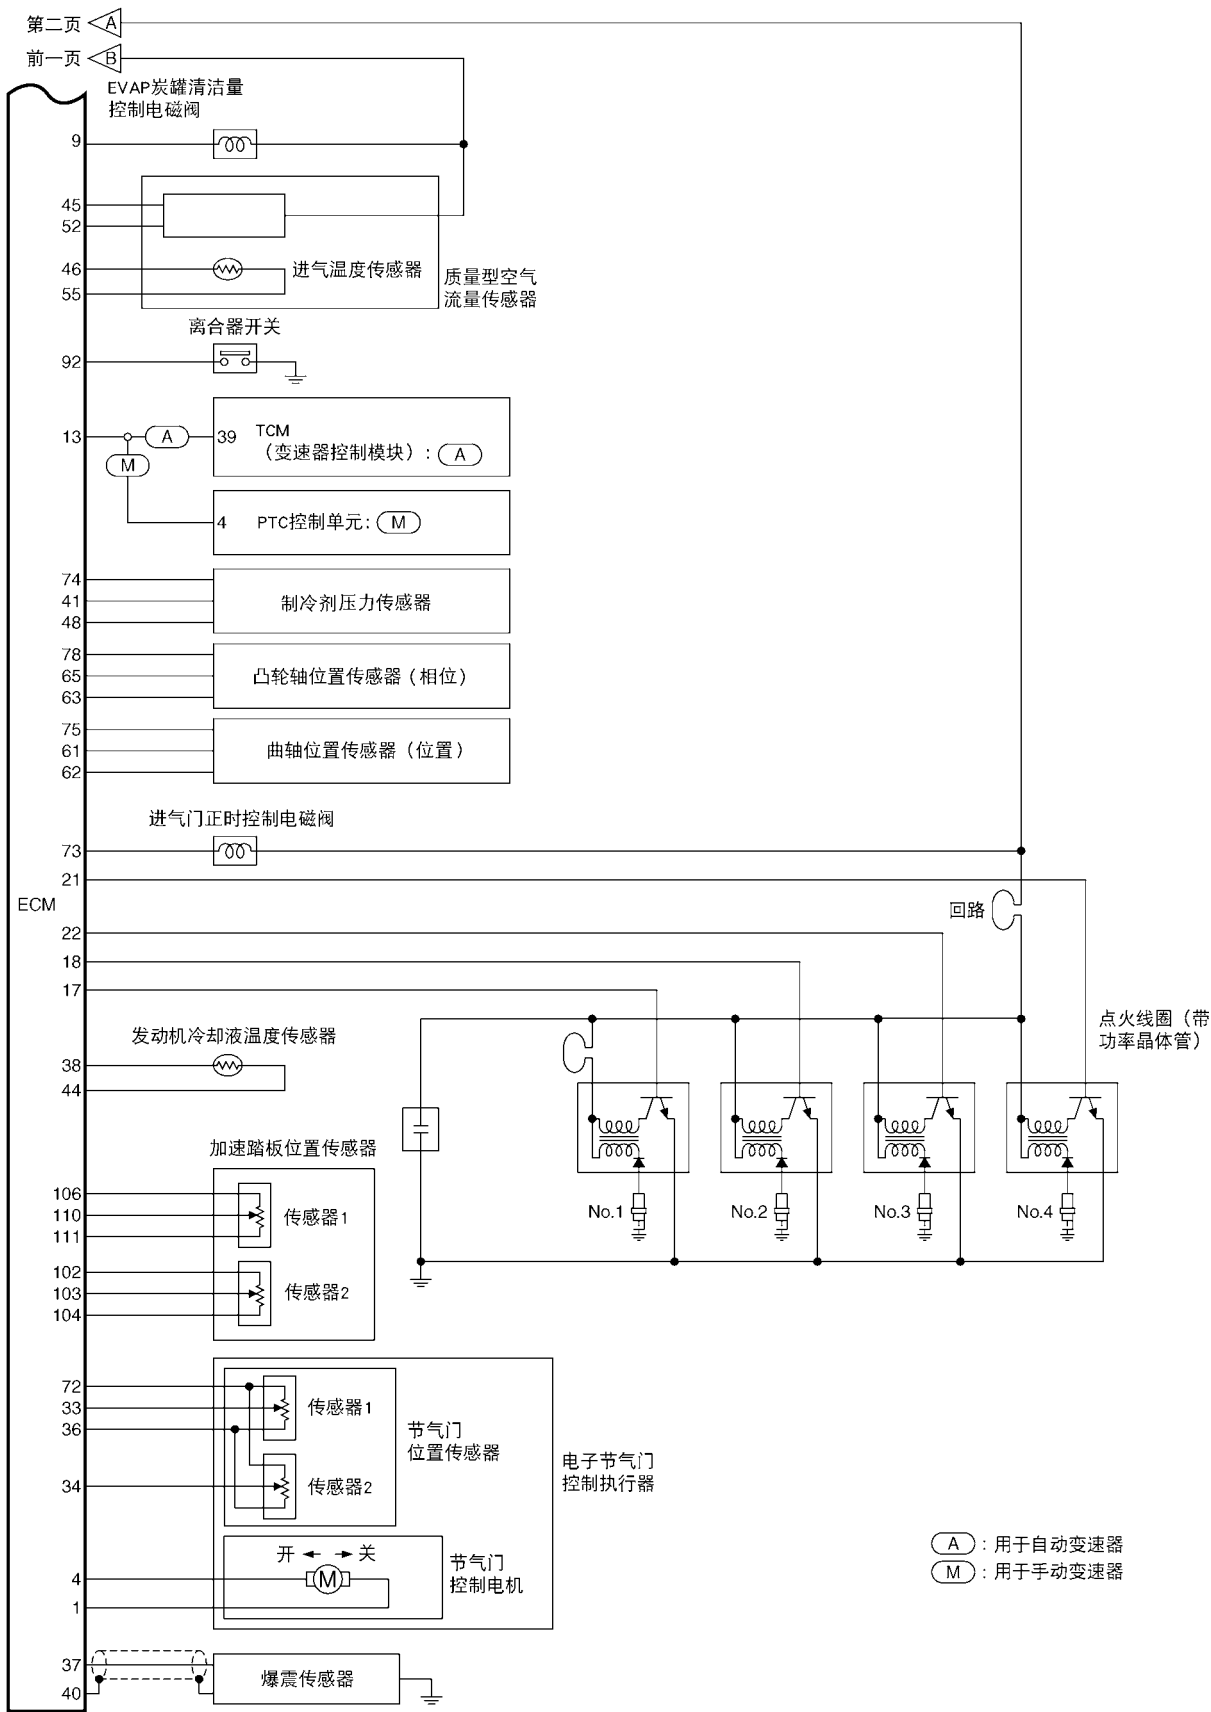 第二页 A
前一页 B
EVAP炭罐清洁量
控制电磁阀
9
45
52
46
进气温度传感器
55
质量型空气
流量传感器
离合器开关
92
13
A
39
TCM
（变速器控制模块）: A
M
4
PTC控制单元: M
74
41
48
制冷剂压力传感器
78
65
63
凸轮轴位置传感器（相位）
75
61
62
曲轴位置传感器（位置）
进气门正时控制电磁阀
73
21
ECM
回路
22
18
17
点火线圈（带
功率晶体管）
发动机冷却液温度传感器
38
44
加速踏板位置传感器
106
110
111
传感器1
102
103
104
传感器2
No.1
No.2
No.3
No.4
72
33
36
传感器1
节气门
位置传感器
34
传感器2
电子节气门
控制执行器
开
关
4
M
1
节气门
控制电机
A : 用于自动变速器
M : 用于手动变速器
37
40
爆震传感器